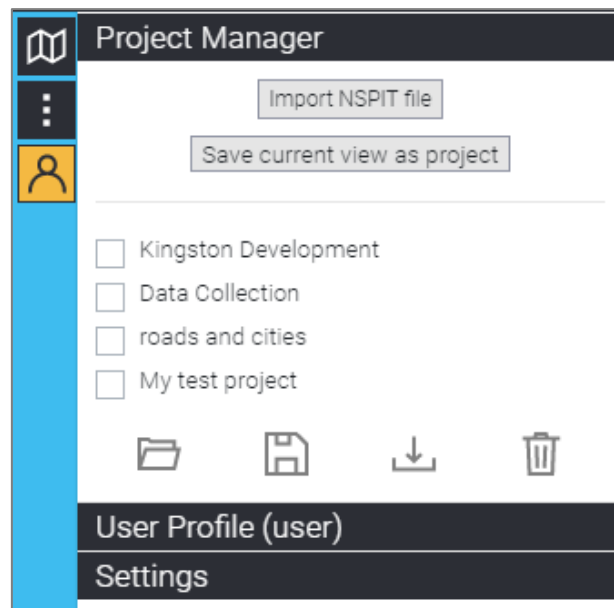 Project Manager
Import NSPIT file
Save current view as project
Kingston Development
Data Collection
roads and cities
My test project
User Profile (user)
Settings